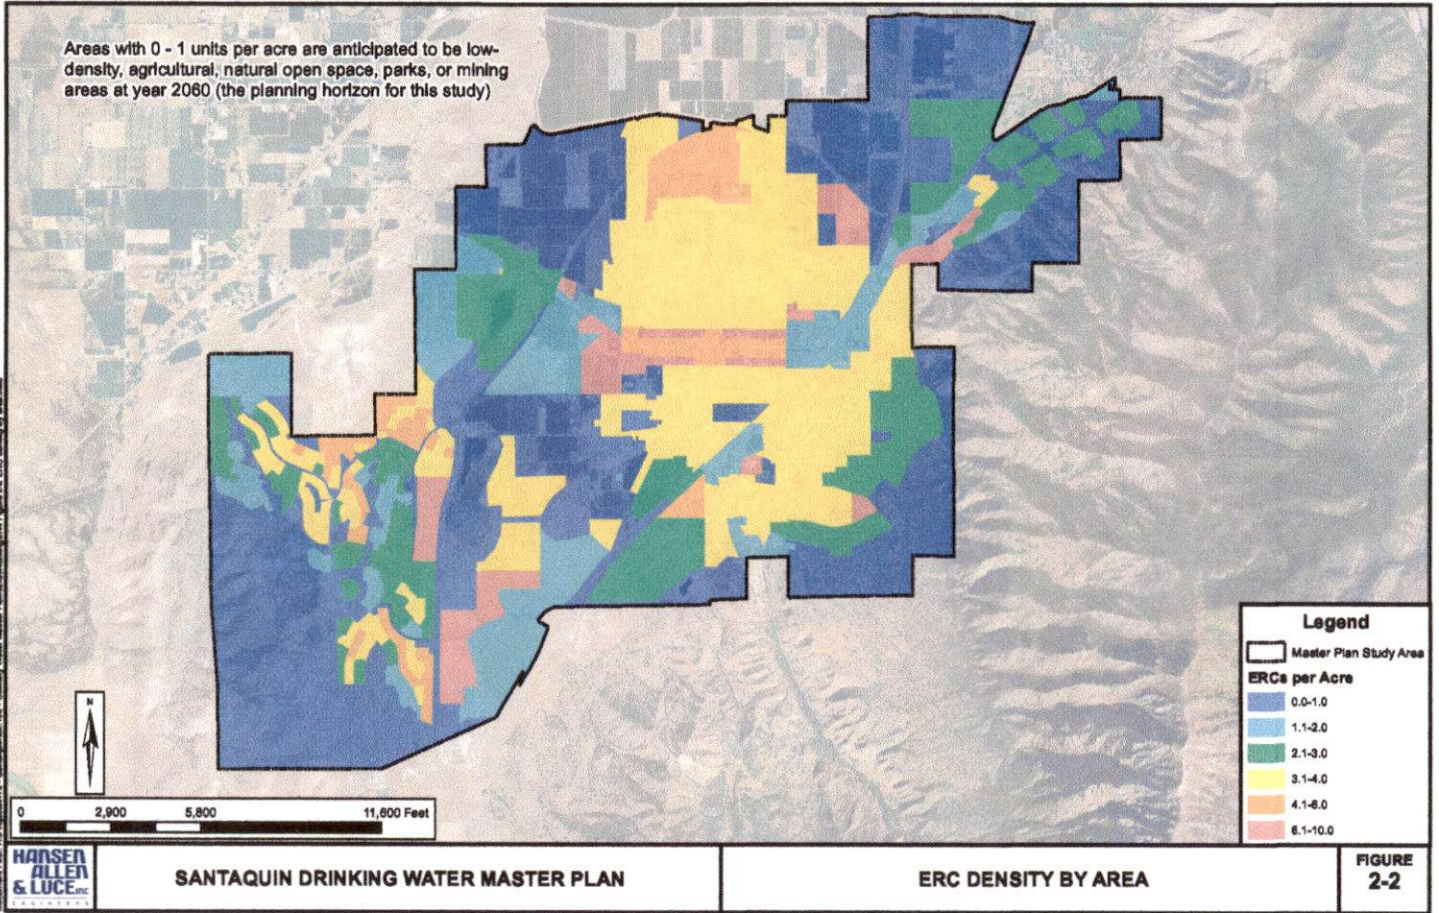 Areas with 0 - 1 units per acre are anticipated to be low-
density, agricultural, natural open space, parks, or mining
areas at year 2060 (the planning horizon for this study)
Legend
Master Plan Study Area
ERCs per Acre
0.0-1.0
1.1-2.0
2.1-3.0
3.1-4.0
4.1-6.0
6.1-10.0
N
0 2,900 5,800 11,600 Feet
HANSEN
ALLEN
& LUCE inc
ENGINEERS
SANTAQUIN DRINKING WATER MASTER PLAN
ERC DENSITY BY AREA
FIGURE
2-2